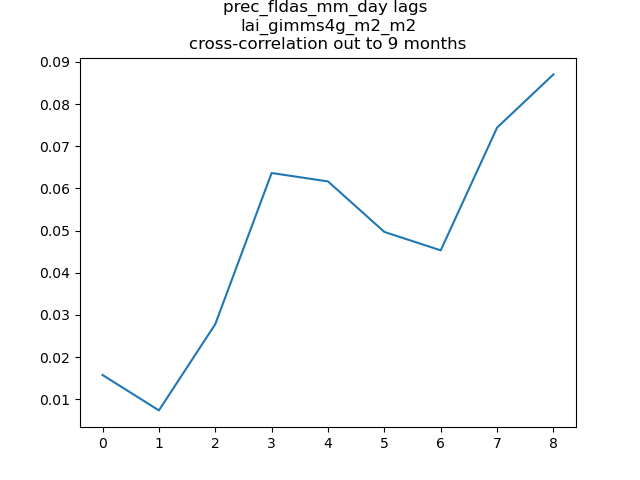 prec_fldas_mm_day lags
lai_gimms4g_m2_m2
cross-correlation out to 9 months
0.09
0.08
0.07
0.06
0.05
0.04
0.03
0.02
0.01
0 1 2 3 4 5 6 7 8